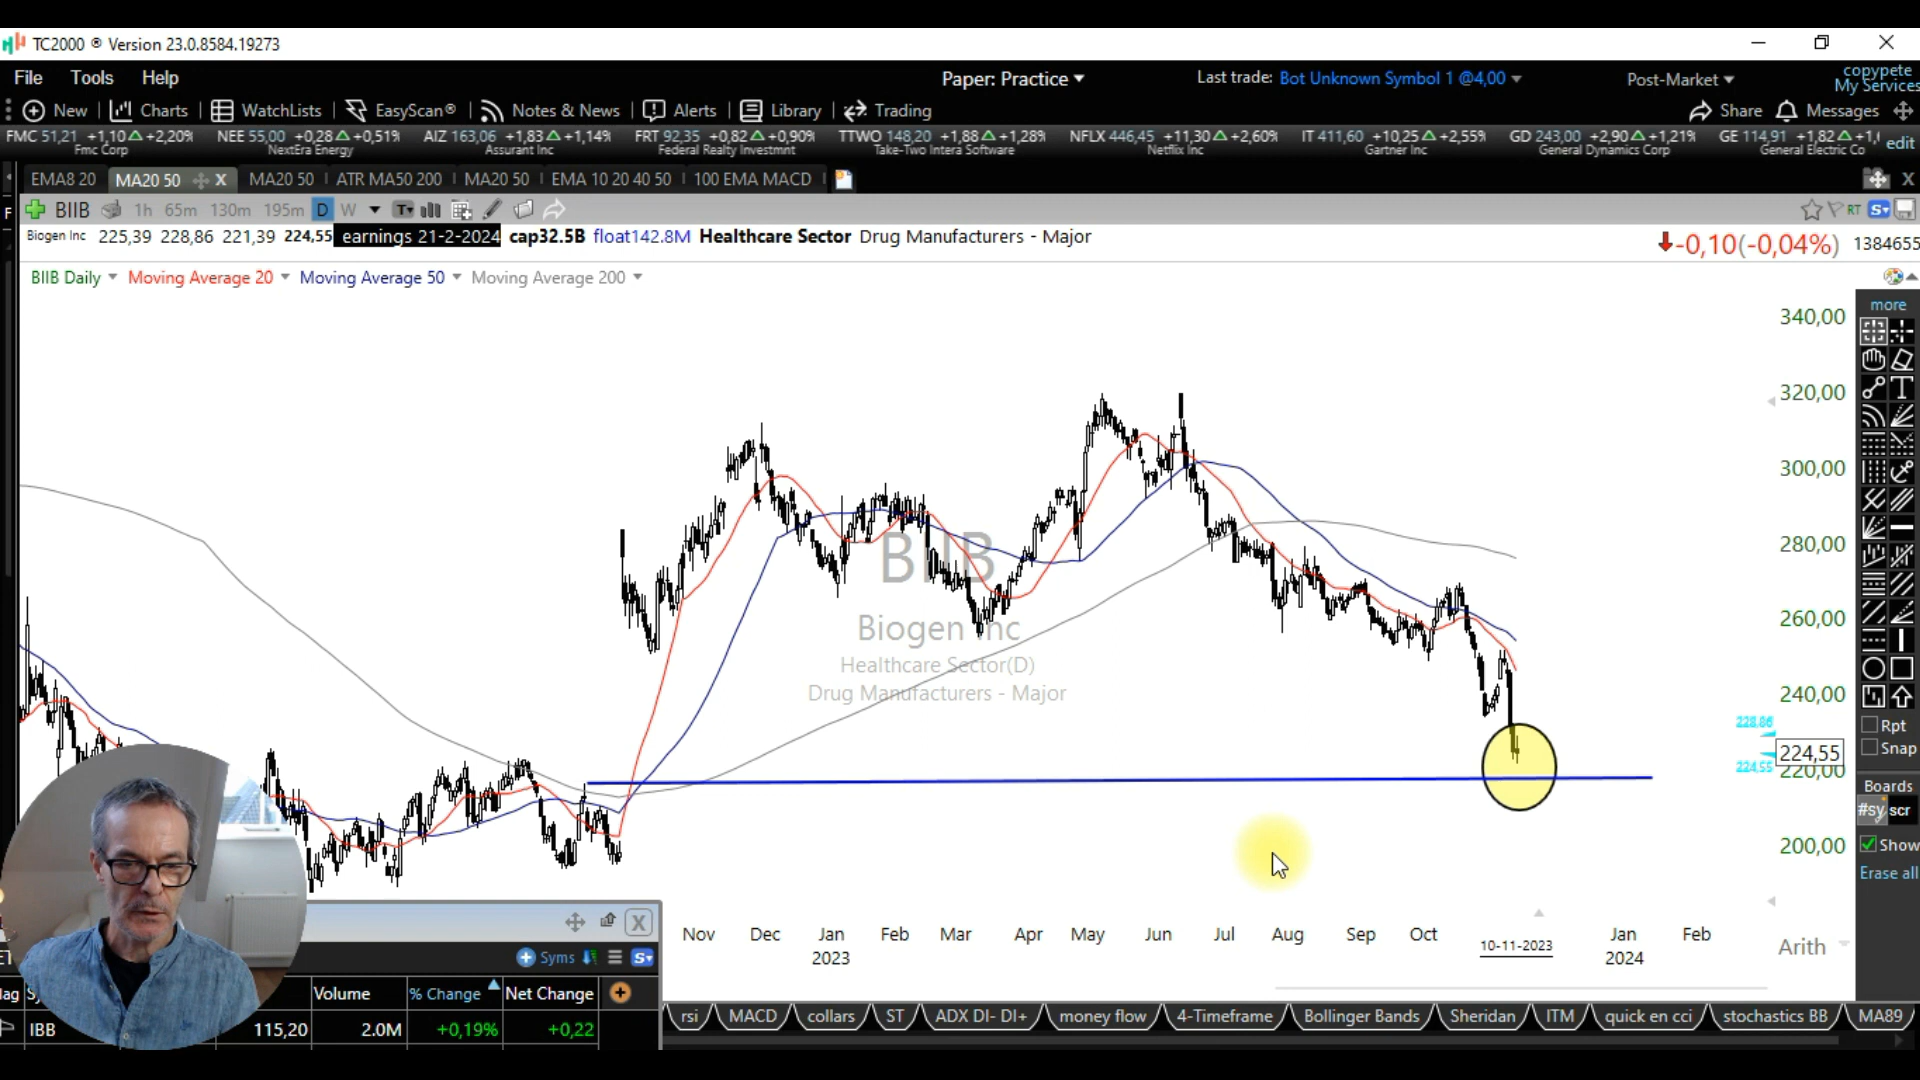 TC2000 ® Version 23.0.8584.19273
File Tools Help
Paper: Practice
Last trade: Bot Unknown Symbol 1 @4,00
Post-Market
copypete
My Services
New Charts WatchLists EasyScan® Notes & News Alerts Library Trading
Share Messages
FMC 51,21 +1,10 +2,20% NEE 55,00 +0,28 +0,51% AIZ 163,06 +1,83 +1,14% FRT 92,35 +0,82 +0,90% TTWO 148,20 +1,88 +1,28% NFLX 446,45 +11,30 +2,60% IT 411,60 +10,25 +2,55% GD 243,00 +2,90 +1,21% GE 114,91 +1,82 +1,
Fmc Corp NextEra Energy Assurant Inc Federal Realty Investmnt Take-Two Intera Software Netflix Inc Gartner Inc General Dynamics Corp General Electric Co
edit
EMA8 20 MA20 50 X MA20 50 ATR MA50 200 MA20 50 EMA 10 20 40 50 100 EMA MACD
X
F
BIIB 1h 65m 130m 195m D W T
RT S
Biogen Inc 225,39 228,86 221,39 224,55 earnings 21-2-2024 cap32.5B float142.8M Healthcare Sector Drug Manufacturers - Major
-0,10(-0,04%) 1384655
BIIB Daily Moving Average 20 Moving Average 50 Moving Average 200
more
340,00
320,00
300,00
280,00
260,00
240,00
228,86
224,55
224,55
220,00
200,00
BIIB
Biogen Inc
Healthcare Sector(D)
Drug Manufacturers - Major
T
Rpt
Snap
Boards
#sy scr
Show
Erase all
Nov Dec Jan Feb Mar Apr May Jun Jul Aug Sep Oct 10-11-2023 Jan Feb
2023 2024
Arith
X
Syms S
Volume % Change Net Change
IBB 115,20 2.0M +0,19% +0,22
rsi MACD collars ST ADX DI- DI+ money flow 4-Timeframe Bollinger Bands Sheridan ITM quick en cci stochastics BB MA89